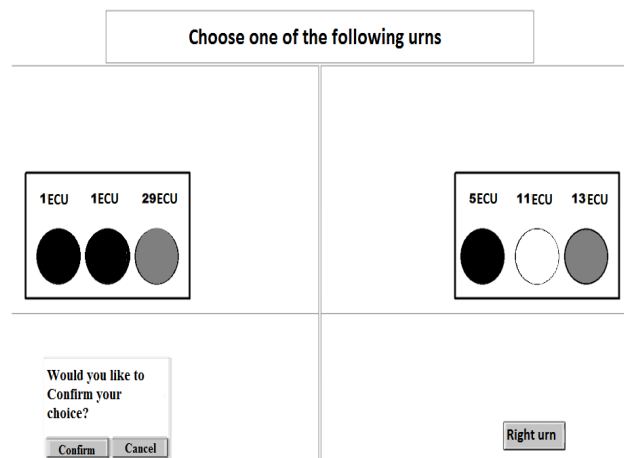 Choose one of the following urns
1ECU 1ECU 29ECU
5ECU 11ECU 13ECU
Would you like to
Confirm your
choice?
Confirm Cancel
Right urn